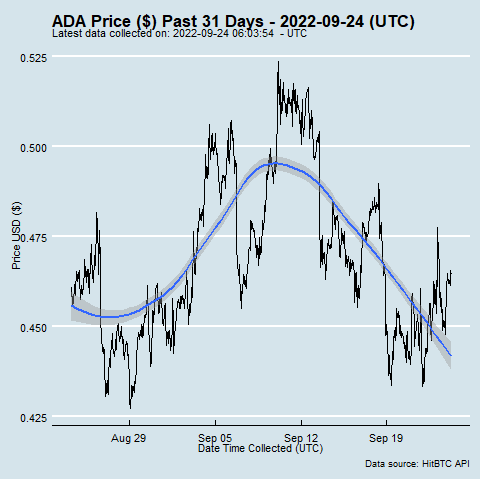 ADA Price ($) Past 31 Days - 2022-09-24 (UTC)
Latest data collected on: 2022-09-24 06:03:54 - UTC
0.525
0.500
0.475
0.450
0.425
Price USD ($)
Aug 29
Sep 05
Sep 12
Sep 19
Date Time Collected (UTC)
Data source: HitBTC API